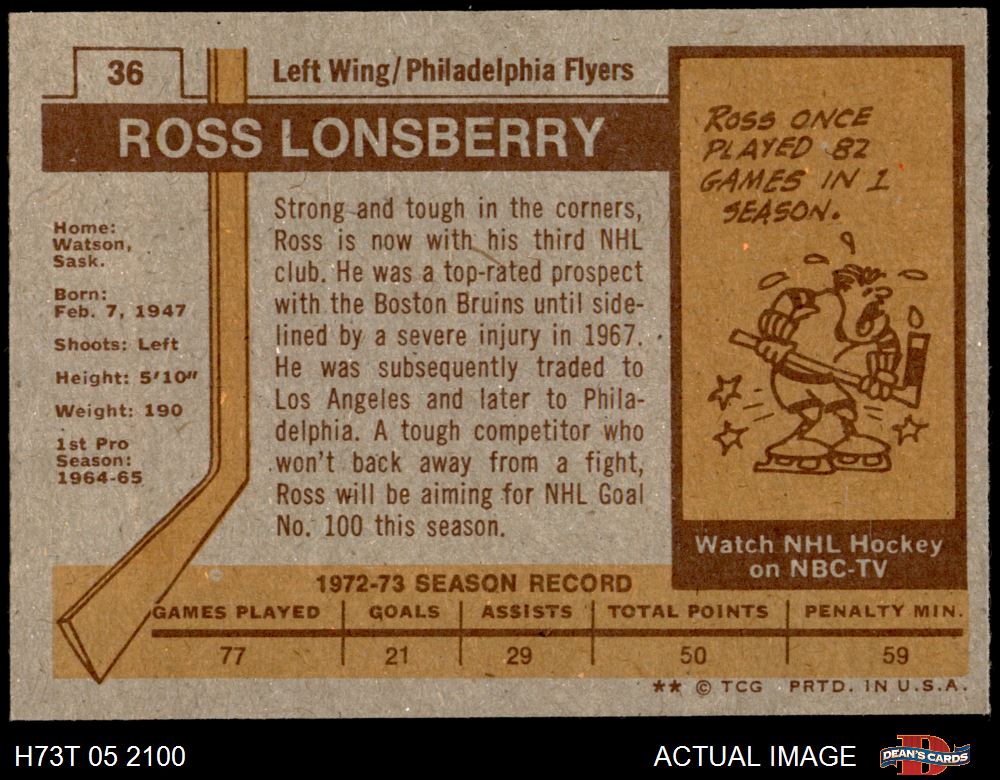 36
Left Wing/Philadelphia Flyers
ROSS LONSBERRY
Home:
Watson,
Sask.
Born:
Feb. 7, 1947
Shoots: Left
Height: 5'10"
Weight: 190
1st Pro
Season:
1964-65
Strong and tough in the corners,
Ross is now with his third NHL
club. He was a top-rated prospect
with the Boston Bruins until side-
lined by a severe injury in 1967.
He was subsequently traded to
Los Angeles and later to Phila-
delphia. A tough competitor who
won't back away from a fight,
Ross will be aiming for NHL Goal
No. 100 this season.
ROSS ONCE
PLAYED 82
GAMES IN 1
SEASON.
Watch NHL Hockey
on NBC-TV
1972-73 SEASON RECORD
GAMES PLAYED GOALS ASSISTS TOTAL POINTS PENALTY MIN.
77 21 29 50 59
** © TCG PRTD. IN U.S.A.
H73T 05 2100 ACTUAL IMAGE DEAN'S CARDS